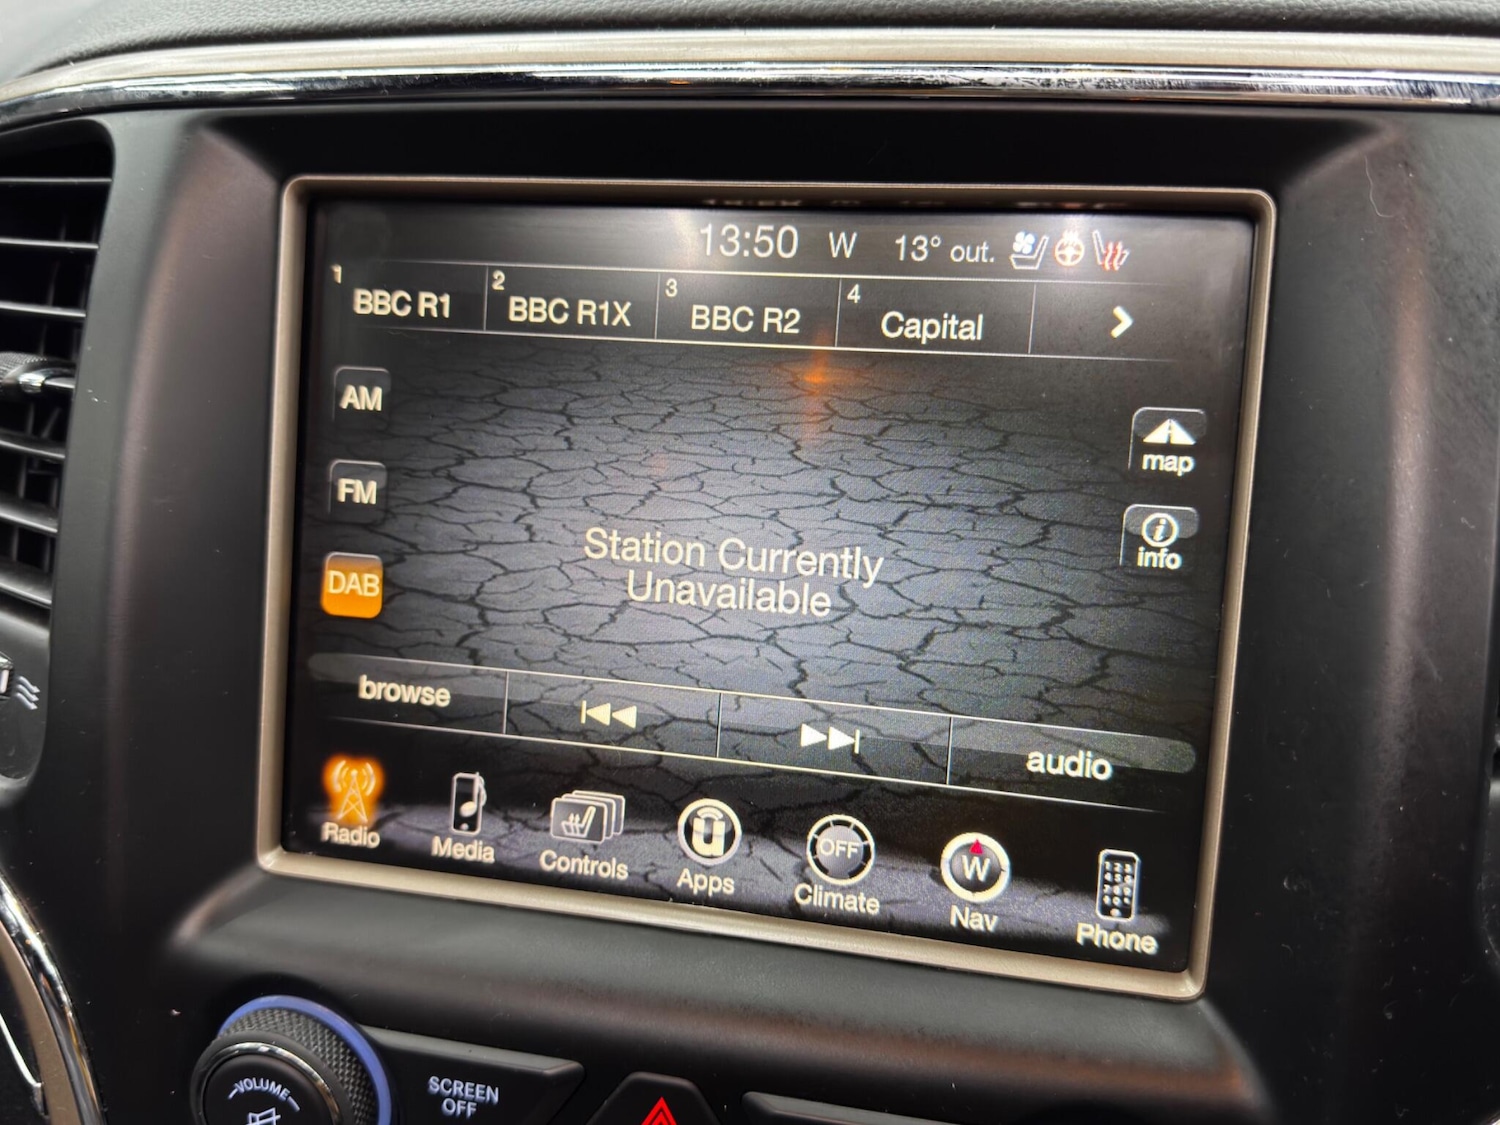 13:50 W 13° out.
1 BBC R1 2 BBC R1X 3 BBC R2 4 Capital
AM
map
FM
info
Station Currently
Unavailable
DAB
browse audio
Radio Media Controls Apps OFF Climate W Nav Phone
VOLUME
SCREEN
OFF